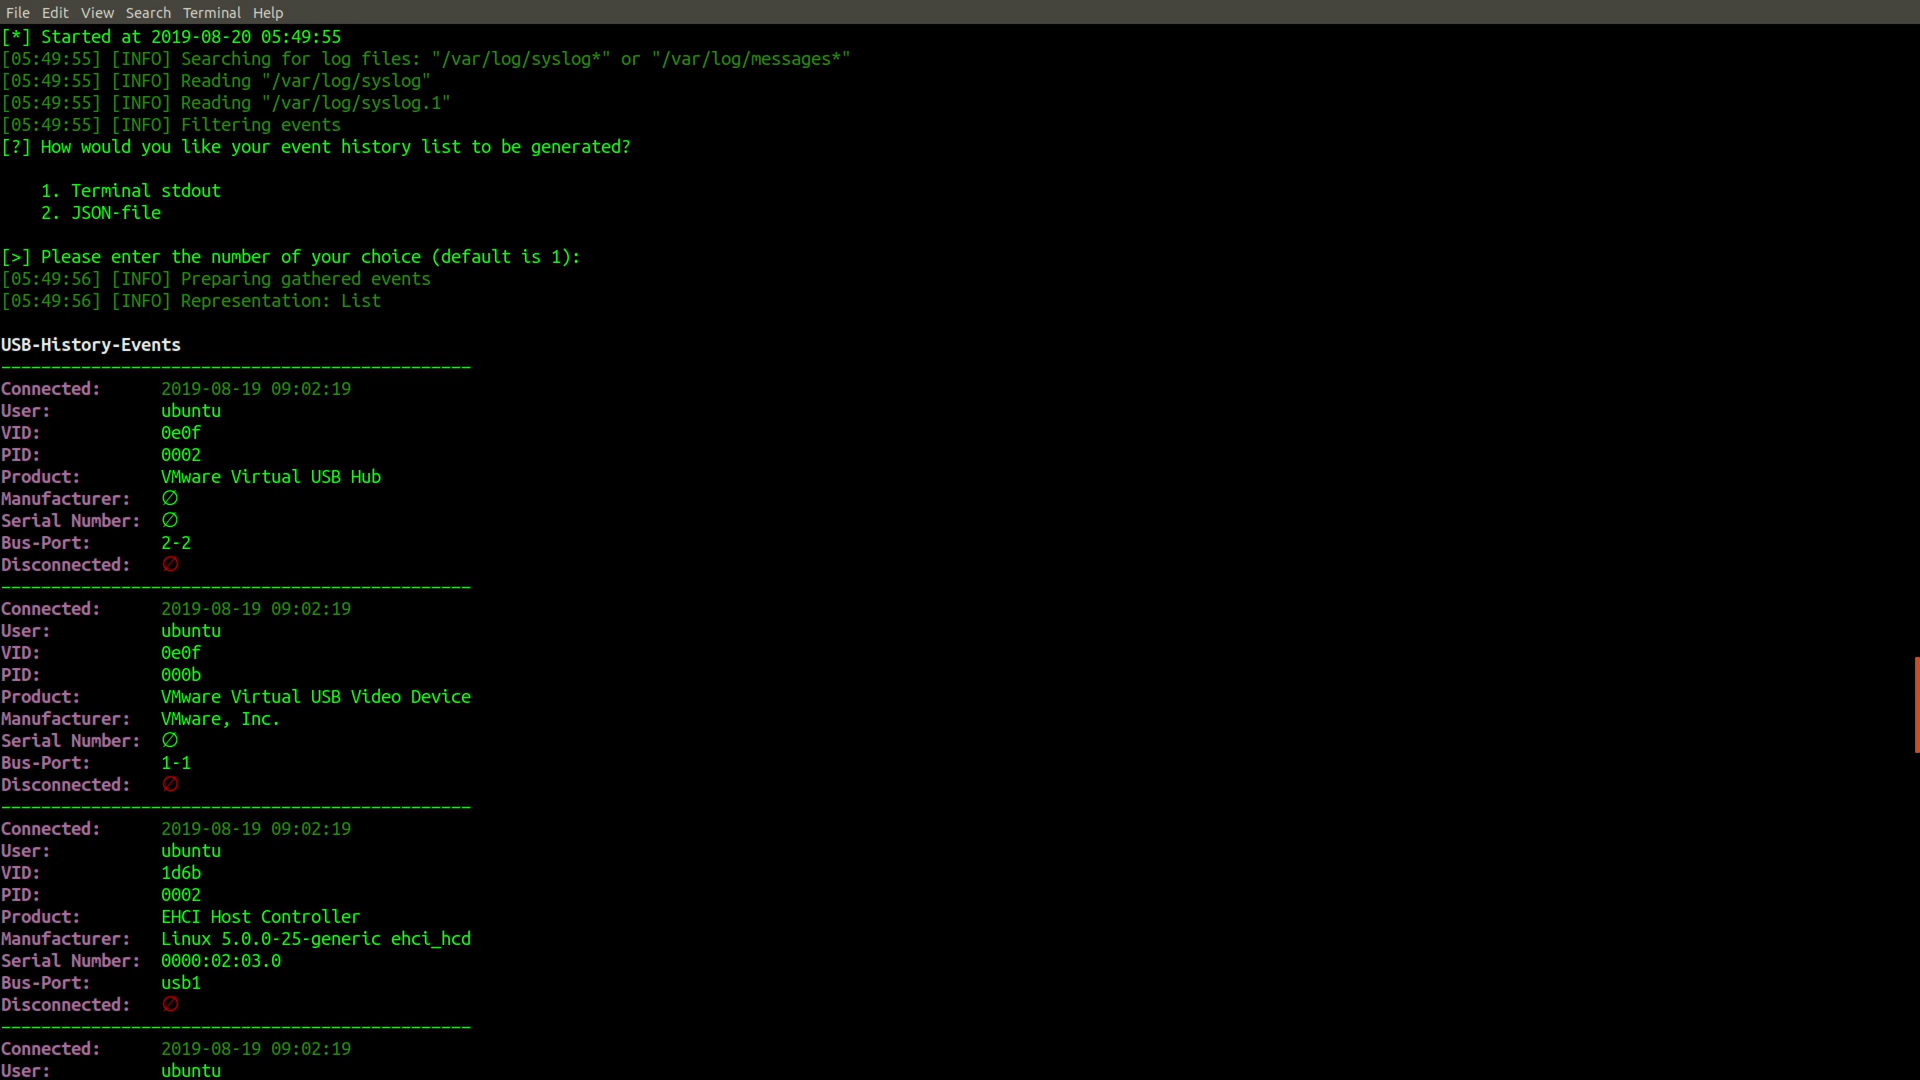 File Edit View Search Terminal Help
[*] Started at 2019-08-20 05:49:55
[05:49:55] [INFO] Searching for log files: "/var/log/syslog*" or "/var/log/messages*"
[05:49:55] [INFO] Reading "/var/log/syslog"
[05:49:55] [INFO] Reading "/var/log/syslog.1"
[05:49:55] [INFO] Filtering events
[?] How would you like your event history list to be generated?
1. Terminal stdout
2. JSON-file
[>] Please enter the number of your choice (default is 1):
[05:49:56] [INFO] Preparing gathered events
[05:49:56] [INFO] Representation: List
USB-History-Events
-----------------------------------------------
Connected: 2019-08-19 09:02:19
User: ubuntu
VID: 0e0f
PID: 0002
Product: VMware Virtual USB Hub
Manufacturer: ∅
Serial Number: ∅
Bus-Port: 2-2
Disconnected: ∅
-----------------------------------------------
Connected: 2019-08-19 09:02:19
User: ubuntu
VID: 0e0f
PID: 000b
Product: VMware Virtual USB Video Device
Manufacturer: VMware, Inc.
Serial Number: ∅
Bus-Port: 1-1
Disconnected: ∅
-----------------------------------------------
Connected: 2019-08-19 09:02:19
User: ubuntu
VID: 1d6b
PID: 0002
Product: EHCI Host Controller
Manufacturer: Linux 5.0.0-25-generic ehci_hcd
Serial Number: 0000:02:03.0
Bus-Port: usb1
Disconnected: ∅
-----------------------------------------------
Connected: 2019-08-19 09:02:19
User: ubuntu